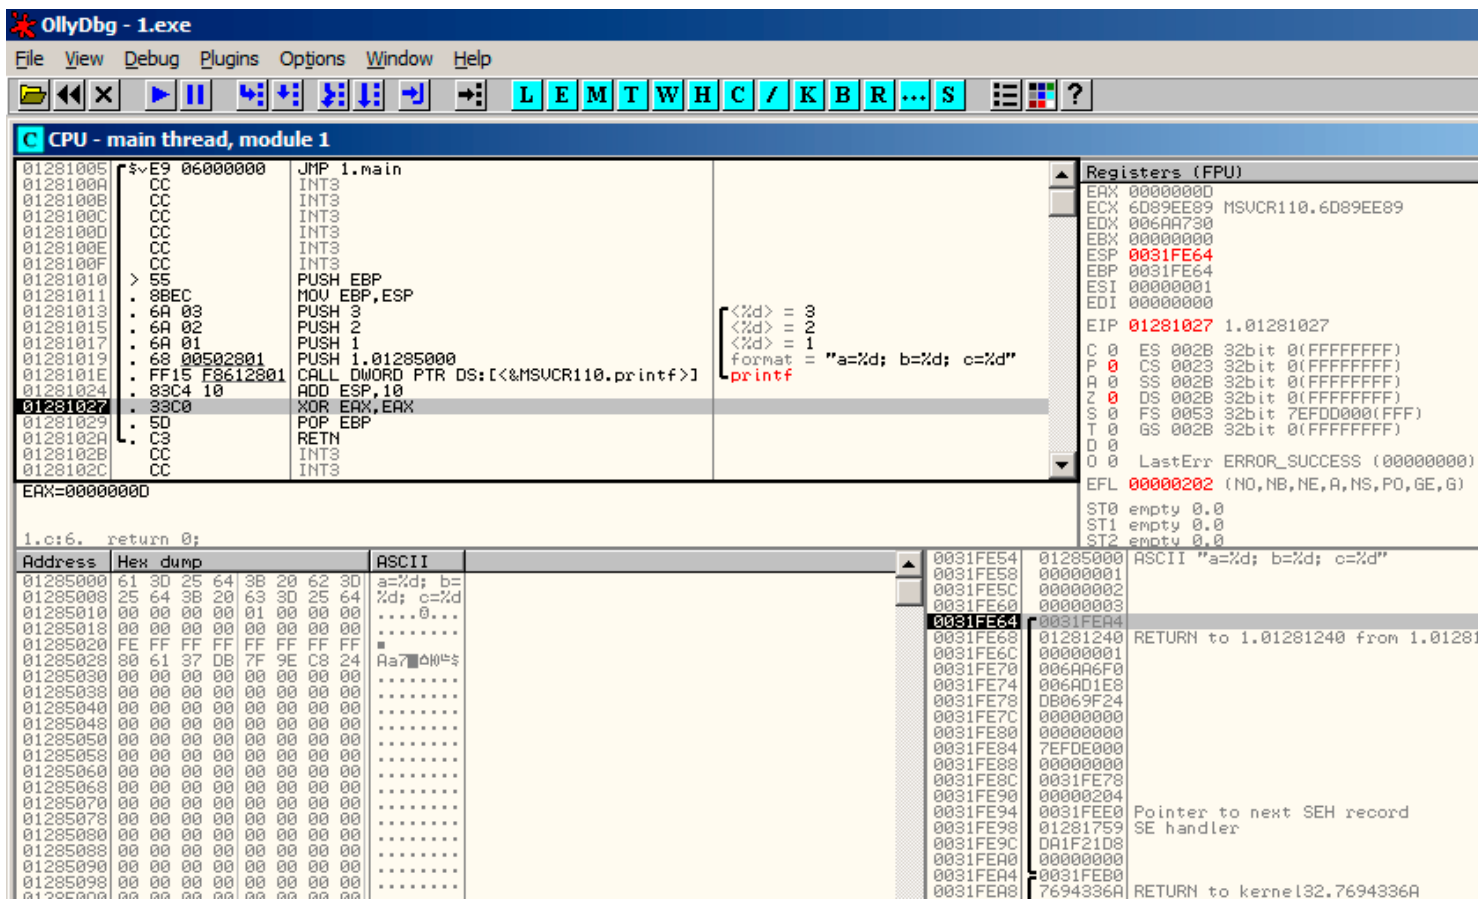 OllyDbg - 1.exe
File View Debug Plugins Options Window Help
L E M T W H C / K B R ... S ?
C CPU - main thread, module 1
01281005 $ E9 06000000 JMP 1.main
0128100A CC INT3
0128100B CC INT3
0128100C CC INT3
0128100D CC INT3
0128100E CC INT3
0128100F CC INT3
01281010 > 55 PUSH EBP
01281011 . 8BEC MOV EBP,ESP
01281013 . 6A 03 PUSH 3 <%d> = 3
01281015 . 6A 02 PUSH 2 <%d> = 2
01281017 . 6A 01 PUSH 1 <%d> = 1
01281019 . 68 00502801 PUSH 1.01285000 format = "a=%d; b=%d; c=%d"
0128101E . FF15 F8612801 CALL DWORD PTR DS:[<&MSVCR110.printf>] printf
01281024 . 83C4 10 ADD ESP,10
01281027 . 33C0 XOR EAX,EAX
01281029 . 5D POP EBP
0128102A . C3 RETN
0128102B CC INT3
0128102C CC INT3
EAX=0000000D
1.c:6. return 0;
Registers (FPU)
EAX 0000000D
ECX 6D89EE89 MSVCR110.6D89EE89
EDX 006AA730
EBX 00000000
ESP 0031FE64
EBP 0031FE64
ESI 00000001
EDI 00000000
EIP 01281027 1.01281027
C 0 ES 002B 32bit 0(FFFFFFFF)
P 0 CS 0023 32bit 0(FFFFFFFF)
A 0 SS 002B 32bit 0(FFFFFFFF)
Z 0 DS 002B 32bit 0(FFFFFFFF)
S 0 FS 0053 32bit 7EFDD000(FFF)
T 0 GS 002B 32bit 0(FFFFFFFF)
D 0
O 0 LastErr ERROR_SUCCESS (00000000)
EFL 00000202 (NO,NB,NE,A,NS,PO,GE,G)
ST0 empty 0.0
ST1 empty 0.0
ST2 empty 0.0
Address Hex dump ASCII
01285000 61 3D 25 64 3B 20 62 3D a=%d; b=
01285008 25 64 3B 20 63 3D 25 64 %d; c=%d
01285010 00 00 00 00 01 00 00 00
01285018 00 00 00 00 00 00 00 00 ........
01285020 FE FF FF FF FF FF FF FF
01285028 80 61 37 DB 7F 9E C8 24
01285030 00 00 00 00 00 00 00 00 ........
01285038 00 00 00 00 00 00 00 00 ........
01285040 00 00 00 00 00 00 00 00 ........
01285048 00 00 00 00 00 00 00 00 ........
01285050 00 00 00 00 00 00 00 00 ........
01285058 00 00 00 00 00 00 00 00 ........
01285060 00 00 00 00 00 00 00 00 ........
01285068 00 00 00 00 00 00 00 00 ........
01285070 00 00 00 00 00 00 00 00 ........
01285078 00 00 00 00 00 00 00 00 ........
01285080 00 00 00 00 00 00 00 00 ........
01285088 00 00 00 00 00 00 00 00 ........
01285090 00 00 00 00 00 00 00 00 ........
01285098 00 00 00 00 00 00 00 00 ........
0031FE54 01285000 ASCII "a=%d; b=%d; c=%d"
0031FE58 00000001
0031FE5C 00000002
0031FE60 00000003
0031FE64 0031FEA4
0031FE68 01281240 RETURN to 1.01281240 from 1.01281
0031FE6C 00000001
0031FE70 006AA6F0
0031FE74 006AD1E8
0031FE78 DB069F24
0031FE7C 00000000
0031FE80 00000000
0031FE84 7EFDE000
0031FE88 00000000
0031FE8C 0031FE78
0031FE90 00000204
0031FE94 0031FEE0 Pointer to next SEH record
0031FE98 01281759 SE handler
0031FE9C DA1F21D8
0031FEA0 00000000
0031FEA4 0031FEB0
0031FEA8 7694336A RETURN to kernel32.7694336A